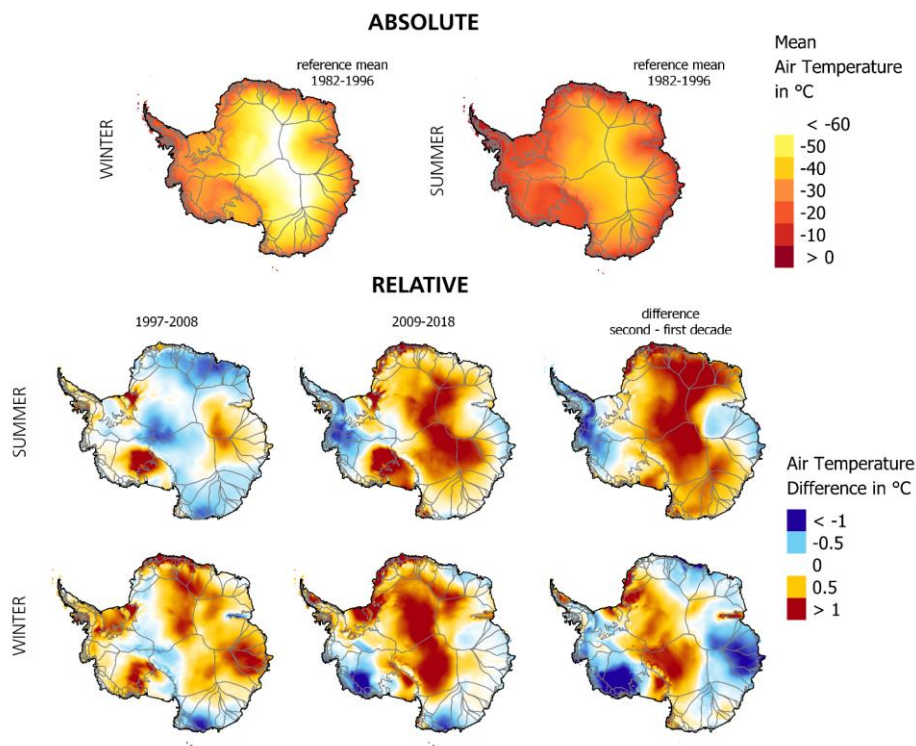 ABSOLUTE
reference mean
1982-1996
reference mean
1982-1996
WINTER
SUMMER
Mean
Air Temperature
in °C
< -60
-50
-40
-30
-20
-10
> 0
RELATIVE
1997-2008
2009-2018
difference
second - first decade
SUMMER
WINTER
Air Temperature
Difference in °C
< -1
-0.5
0
0.5
> 1